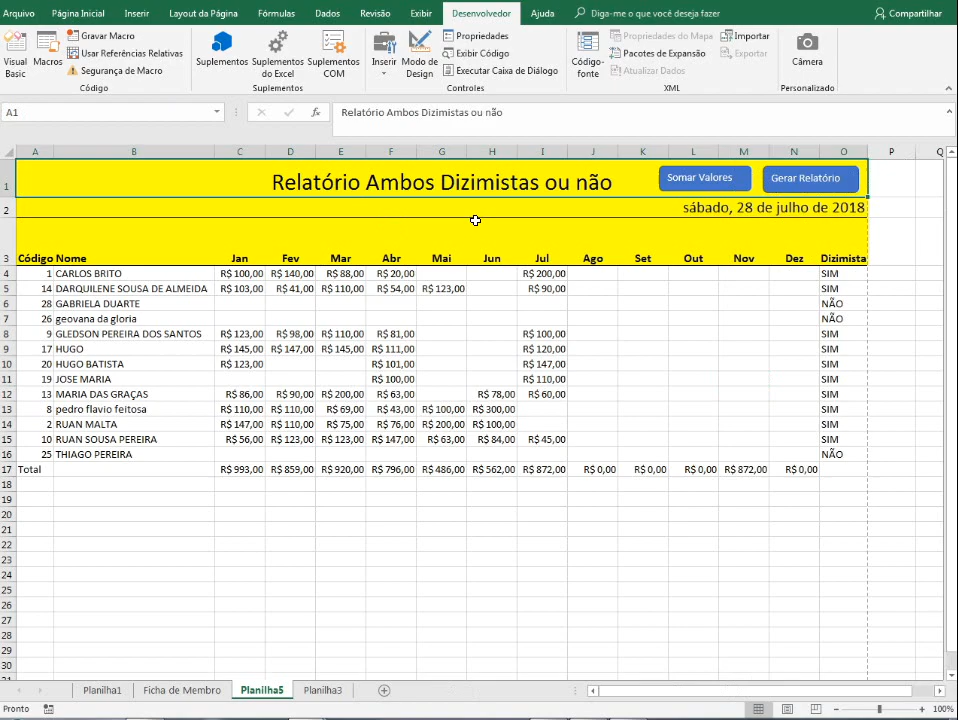 Arquivo Página Inicial Inserir Layout da Página Fórmulas Dados Revisão Exibir Desenvolvedor Ajuda Diga-me o que você deseja fazer Compartilhar
Visual Basic
Macros
Gravar Macro
Usar Referências Relativas
Segurança de Macro
Código
Suplementos
Suplementos do Excel
Suplementos COM
Suplementos
Inserir
Modo de Design
Propriedades
Exibir Código
Executar Caixa de Diálogo
Controles
Código-fonte
Propriedades do Mapa
Pacotes de Expansão
Atualizar Dados
Importar
Exportar
XML
Câmera
Personalizado
A1 fx Relatório Ambos Dizimistas ou não
A B C D E F G H I J K L M N O P Q
1 Relatório Ambos Dizimistas ou não Somar Valores Gerar Relatório
2 sábado, 28 de julho de 2018
3 Código Nome Jan Fev Mar Abr Mai Jun Jul Ago Set Out Nov Dez Dizimista
4 1 CARLOS BRITO R$ 100,00 R$ 140,00 R$ 88,00 R$ 20,00 R$ 200,00 SIM
5 14 DARQUILENE SOUSA DE ALMEIDA R$ 103,00 R$ 41,00 R$ 110,00 R$ 54,00 R$ 123,00 R$ 90,00 SIM
6 28 GABRIELA DUARTE NÃO
7 26 geovana da gloria NÃO
8 9 GLEDSON PEREIRA DOS SANTOS R$ 123,00 R$ 98,00 R$ 110,00 R$ 81,00 R$ 100,00 SIM
9 17 HUGO R$ 145,00 R$ 147,00 R$ 145,00 R$ 111,00 R$ 120,00 SIM
10 20 HUGO BATISTA R$ 123,00 R$ 101,00 R$ 147,00 SIM
11 19 JOSE MARIA R$ 100,00 R$ 110,00 SIM
12 13 MARIA DAS GRAÇAS R$ 86,00 R$ 90,00 R$ 200,00 R$ 63,00 R$ 78,00 R$ 60,00 SIM
13 8 pedro flavio feitosa R$ 110,00 R$ 110,00 R$ 69,00 R$ 43,00 R$ 100,00 R$ 300,00 SIM
14 2 RUAN MALTA R$ 147,00 R$ 110,00 R$ 75,00 R$ 76,00 R$ 200,00 R$ 100,00 SIM
15 10 RUAN SOUSA PEREIRA R$ 56,00 R$ 123,00 R$ 123,00 R$ 147,00 R$ 63,00 R$ 84,00 R$ 45,00 SIM
16 25 THIAGO PEREIRA NÃO
17 Total R$ 993,00 R$ 859,00 R$ 920,00 R$ 796,00 R$ 486,00 R$ 562,00 R$ 872,00 R$ 0,00 R$ 0,00 R$ 0,00 R$ 872,00 R$ 0,00
18
19
20
21
22
23
24
25
26
27
28
29
30
Planilha1 Ficha de Membro Planilha5 Planilha3
Pronto 100%